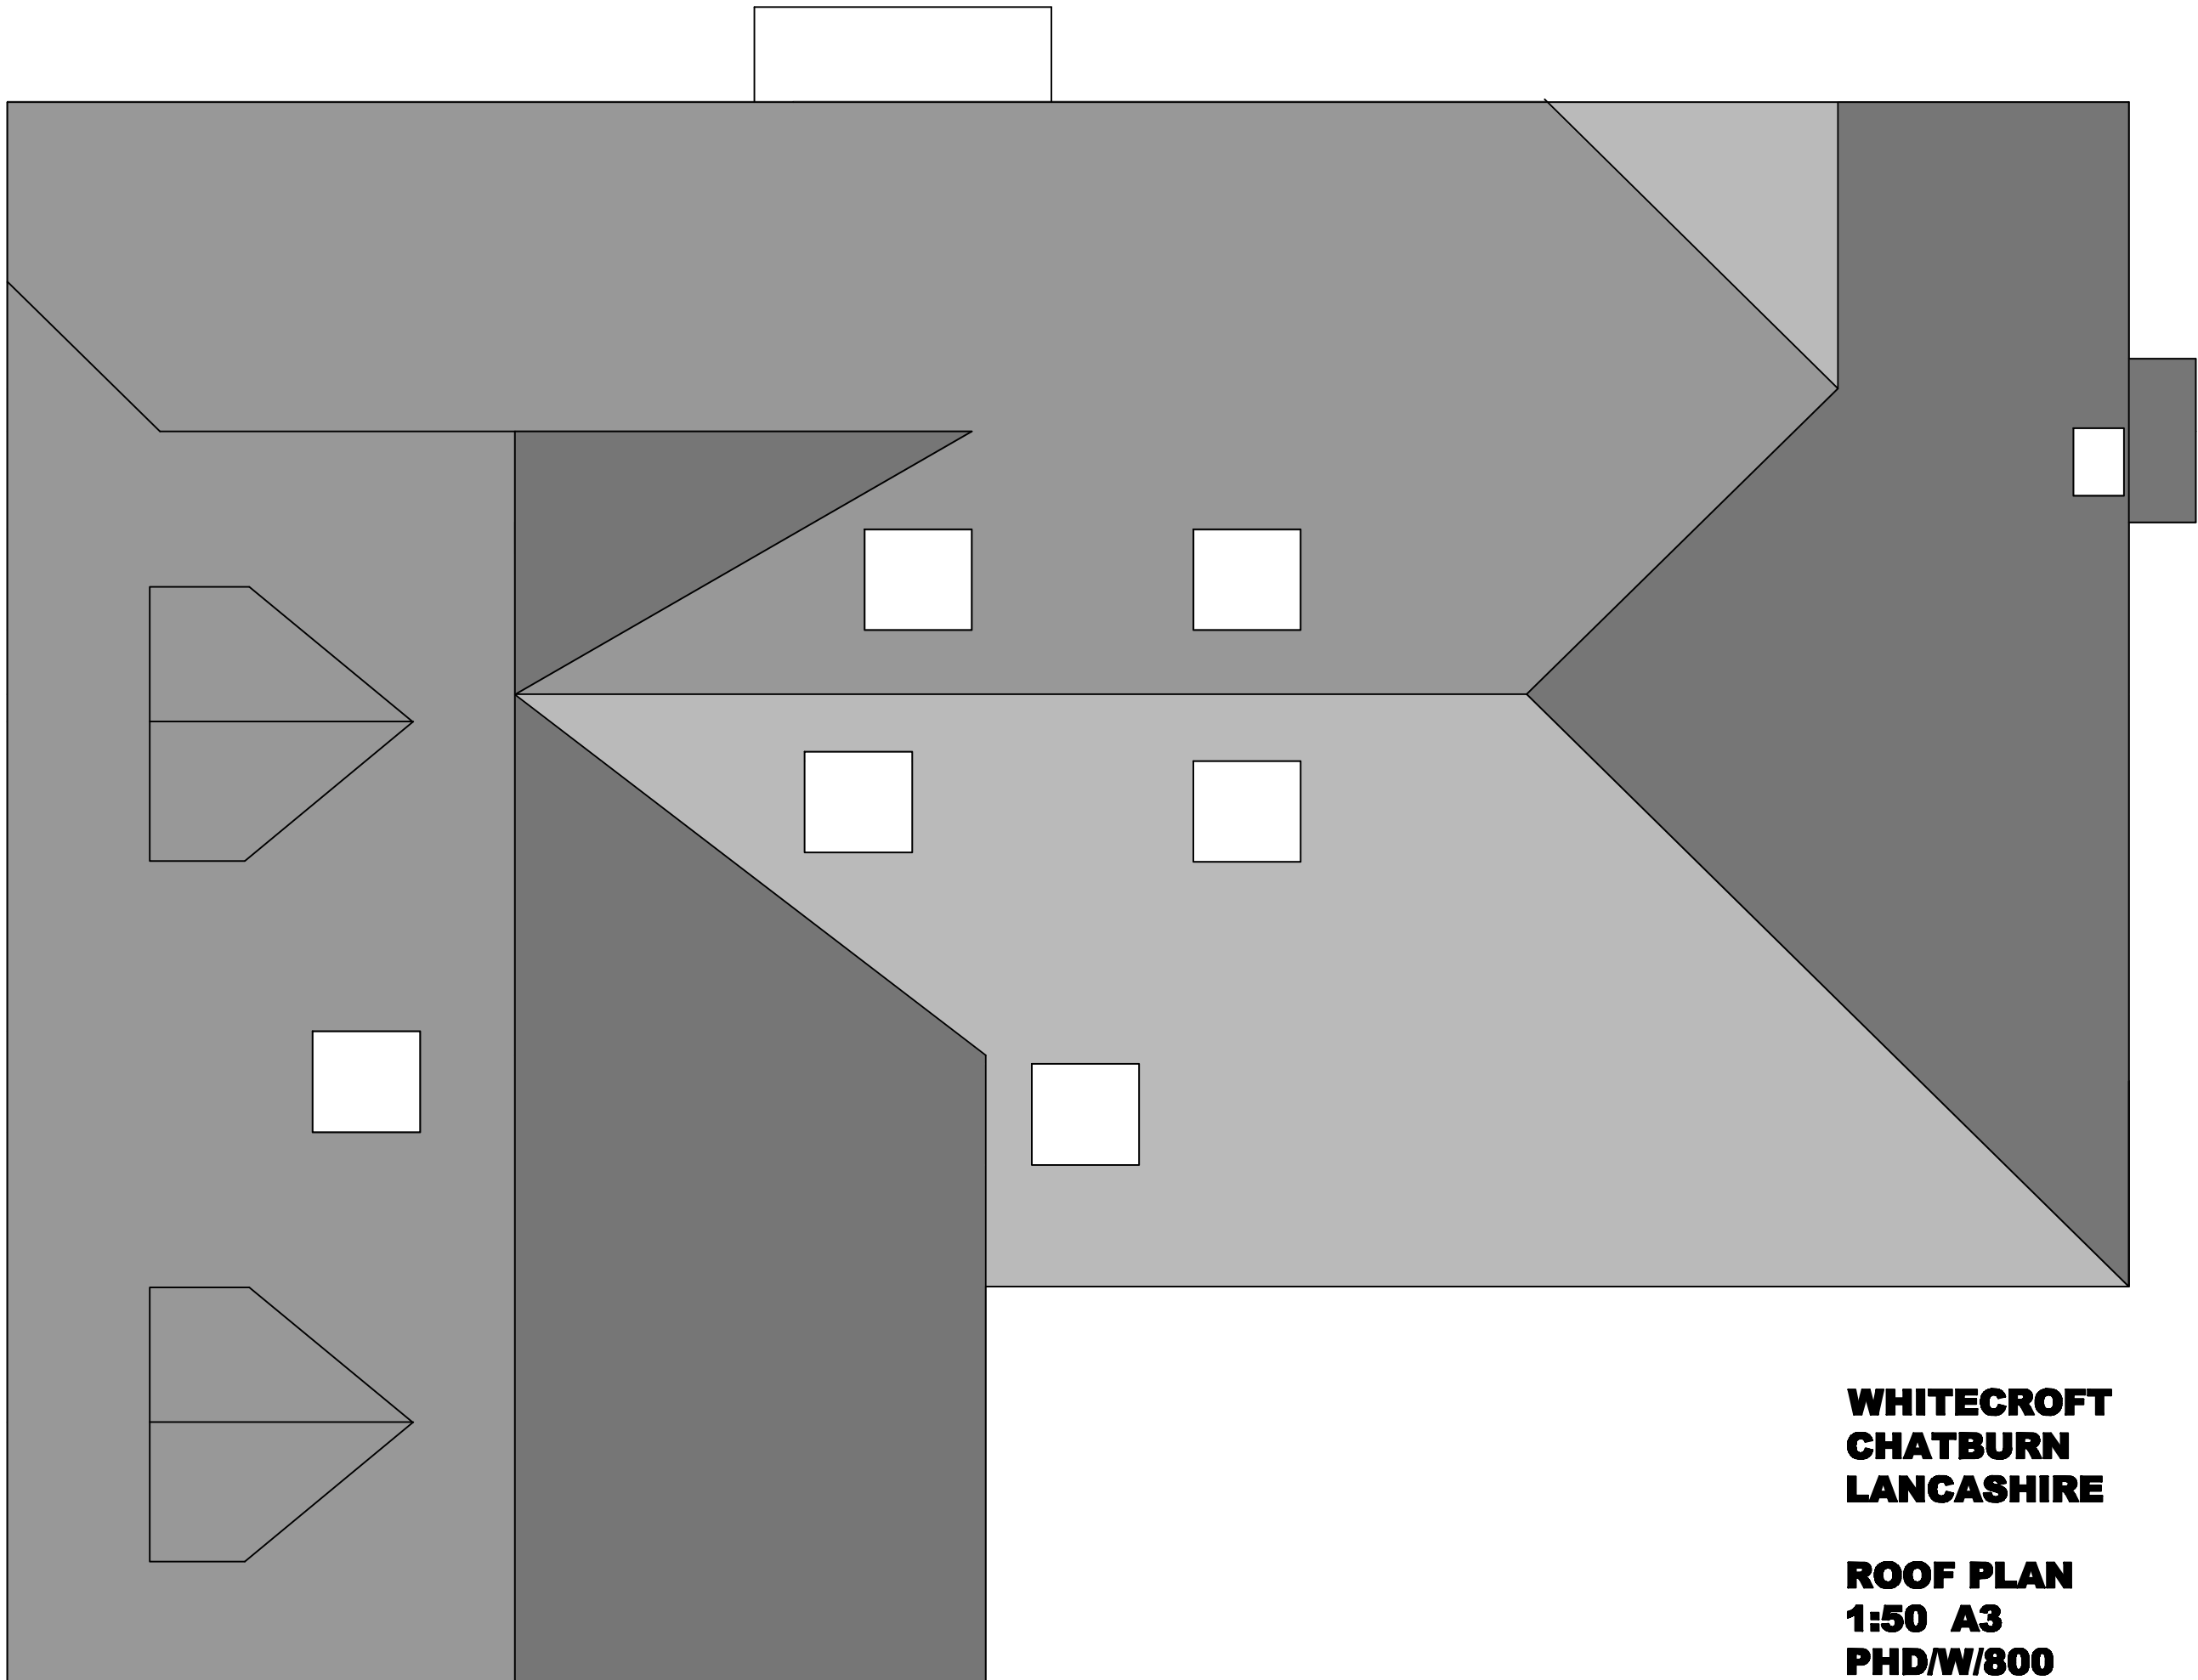 WHITECROFT
CHATBURN
LANCASHIRE
ROOF PLAN
1:50 A3
PHD/W/800